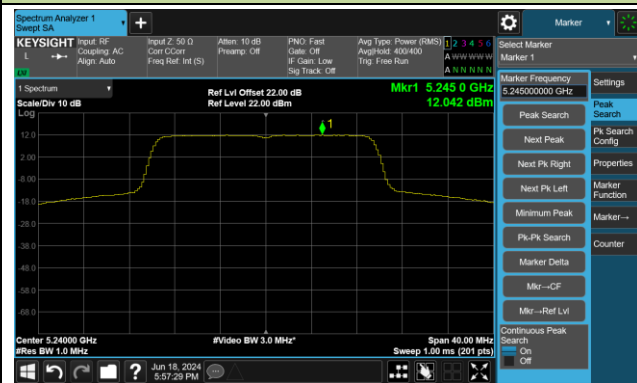 Spectrum Analyzer 1
Swept SA
Marker
KEYSIGHT
L
LXI
Input: RF
Coupling: AC
Align: Auto
Input Z: 50 Ω
Corr CCorr
Freq Ref: Int (S)
Atten: 10 dB
Preamp: Off
PNO: Fast
Gate: Off
IF Gain: Low
Sig Track: Off
Avg Type: Power (RMS)
Avg|Hold: 400/400
Trig: Free Run
1 2 3 4 5 6
A W W W W W
A N N N N N
Select Marker
Marker 1
1 Spectrum
Scale/Div 10 dB
Log
Ref Lvl Offset 22.00 dB
Ref Level 22.00 dBm
Mkr1 5.245 0 GHz
12.042 dBm
Marker Frequency
5.245000000 GHz
Settings
Peak Search
Next Peak
Next Pk Right
Next Pk Left
Minimum Peak
Pk-Pk Search
Marker Delta
Mkr→CF
Mkr→Ref Lvl
Continuous Peak
Search
On
Off
Peak
Search
Pk Search
Config
Properties
Marker
Function
Marker→
Counter
1
12.0
2.00
-8.00
-18.0
-28.0
-38.0
-48.0
-58.0
-68.0
Center 5.24000 GHz
#Res BW 1.0 MHz
#Video BW 3.0 MHz*
Span 40.00 MHz
Sweep 1.00 ms (201 pts)
?
Jun 18, 2024
5:57:29 PM